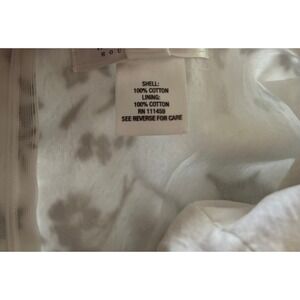 SHELL:
100% COTTON
LINING:
100% COTTON
RN 111459
SEE REVERSE FOR CARE